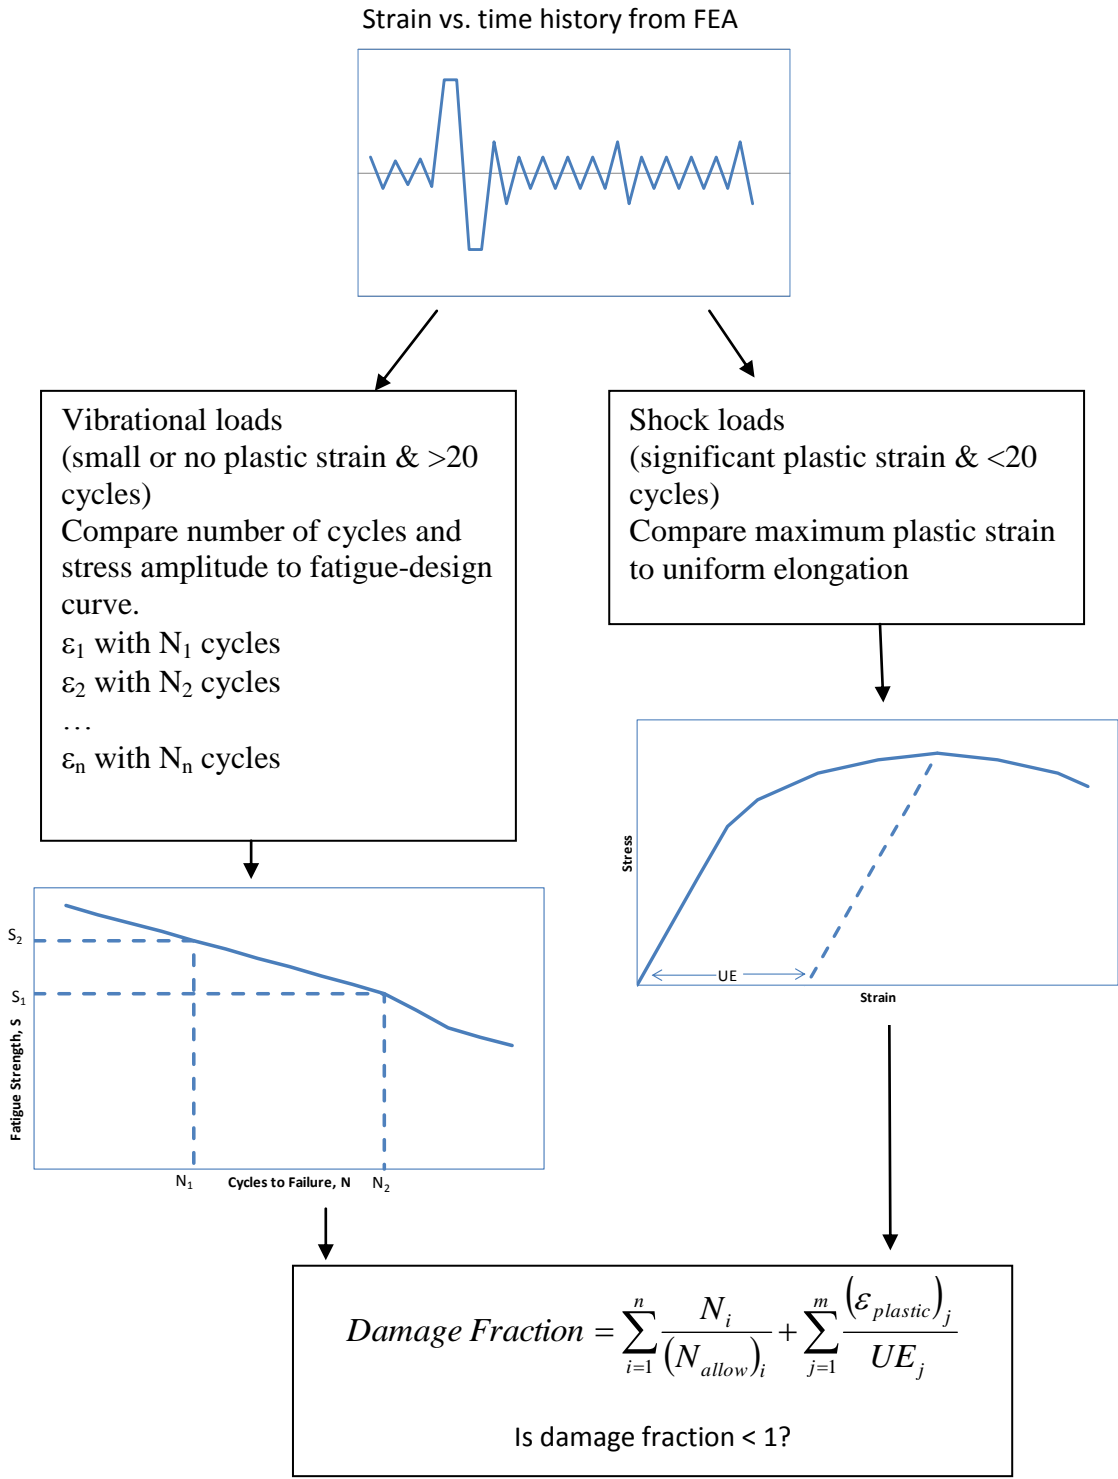 Strain vs. time history from FEA
Vibrational loads
(small or no plastic strain & >20
cycles)
Compare number of cycles and
stress amplitude to fatigue-design
curve.
ε₁ with N₁ cycles
ε₂ with N₂ cycles
…
εₙ with Nₙ cycles
Shock loads
(significant plastic strain & <20
cycles)
Compare maximum plastic strain
to uniform elongation
Fatigue Strength, S
S₂
S₁
N₁
Cycles to Failure, N
N₂
Stress
UE
Strain
Damage Fraction = ∑_{i=1}^{n} N_i / (N_{allow})_i + ∑_{j=1}^{m} (ε_{plastic})_j / UE_j
Is damage fraction < 1?